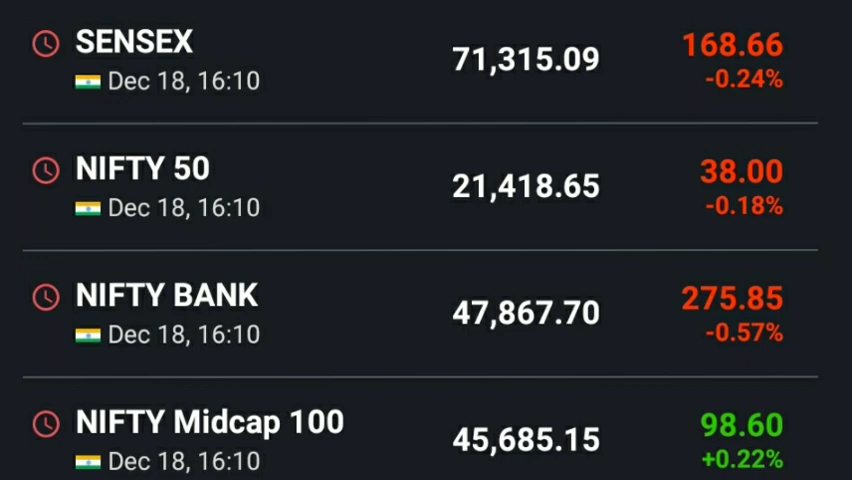 SENSEX
71,315.09
168.66
Dec 18, 16:10
-0.24%
NIFTY 50
21,418.65
38.00
Dec 18, 16:10
-0.18%
NIFTY BANK
47,867.70
275.85
Dec 18, 16:10
-0.57%
NIFTY Midcap 100
45,685.15
98.60
Dec 18, 16:10
+0.22%